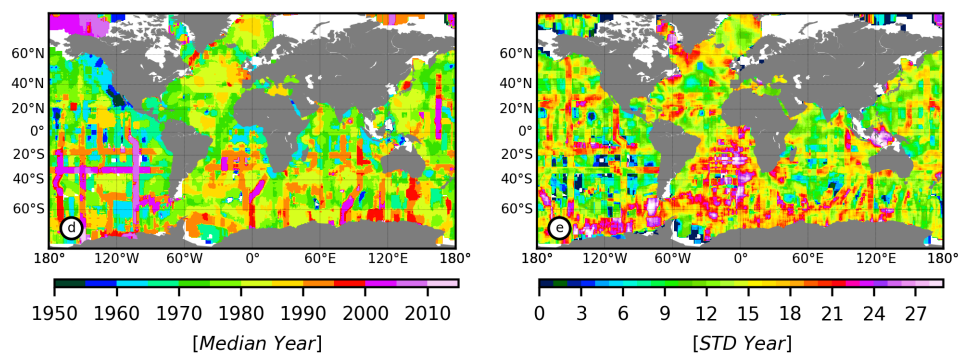 60°N
40°N
20°N
0°
20°S
40°S
60°S
d
180° 120°W 60°W 0° 60°E 120°E 180°
1950 1960 1970 1980 1990 2000 2010
[Median Year]
60°N
40°N
20°N
0°
20°S
40°S
60°S
e
180° 120°W 60°W 0° 60°E 120°E 180°
0 3 6 9 12 15 18 21 24 27
[STD Year]